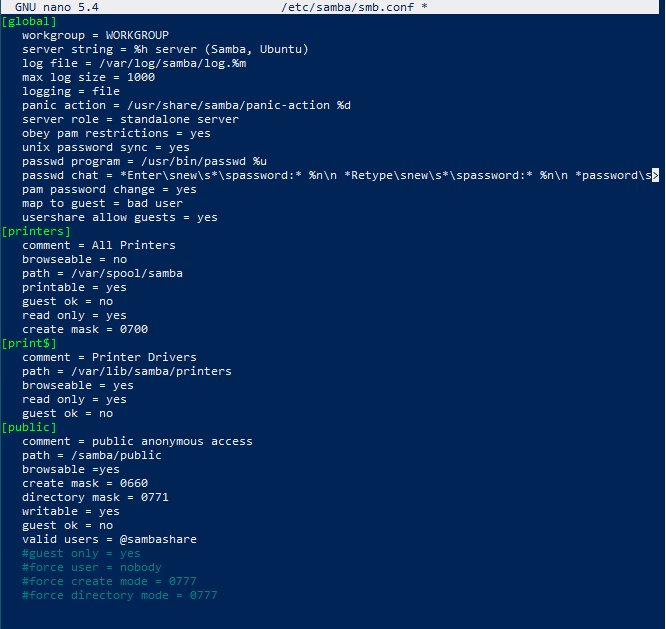 GNU nano 5.4 /etc/samba/smb.conf *
[global]
workgroup = WORKGROUP
server string = %h server (Samba, Ubuntu)
log file = /var/log/samba/log.%m
max log size = 1000
logging = file
panic action = /usr/share/samba/panic-action %d
server role = standalone server
obey pam restrictions = yes
unix password sync = yes
passwd program = /usr/bin/passwd %u
passwd chat = *Enter\snew\s*\spassword:* %n\n *Retype\snew\s*\spassword:* %n\n *password\s>
pam password change = yes
map to guest = bad user
usershare allow guests = yes
[printers]
comment = All Printers
browseable = no
path = /var/spool/samba
printable = yes
guest ok = no
read only = yes
create mask = 0700
[print$]
comment = Printer Drivers
path = /var/lib/samba/printers
browseable = yes
read only = yes
guest ok = no
[public]
comment = public anonymous access
path = /samba/public
browsable =yes
create mask = 0660
directory mask = 0771
writable = yes
guest ok = no
valid users = @sambashare
#guest only = yes
#force user = nobody
#force create mode = 0777
#force directory mode = 0777